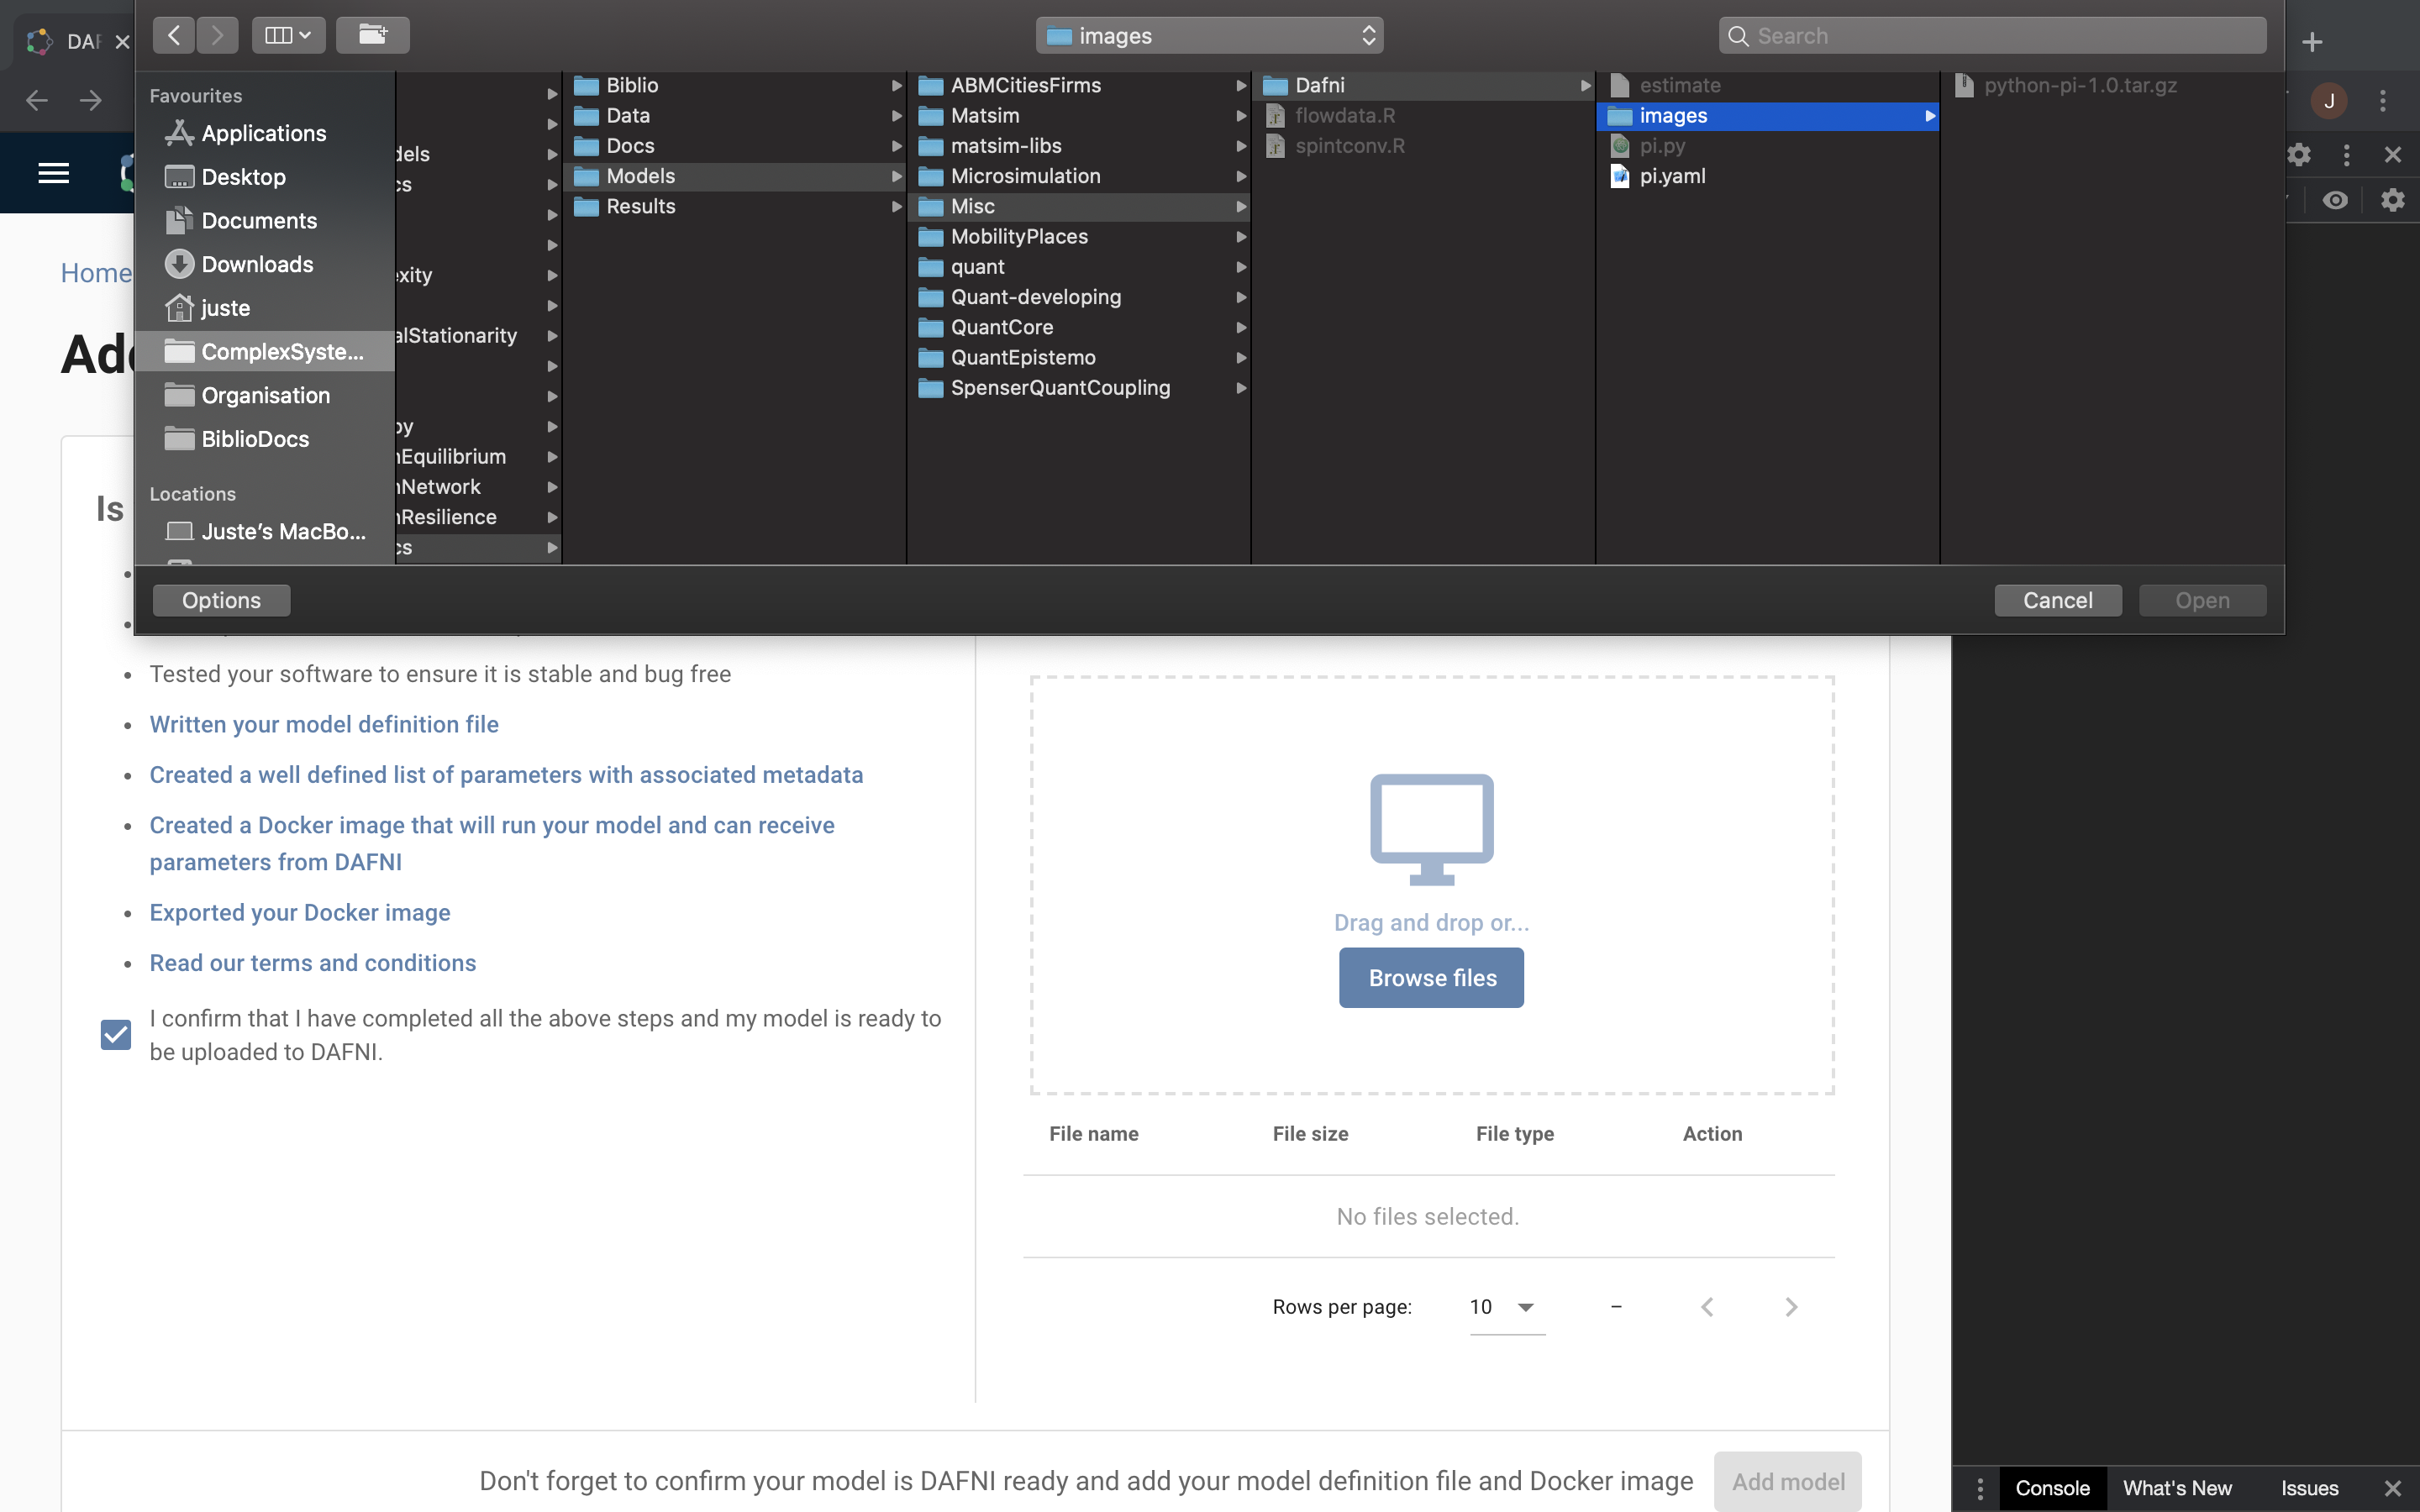 DAF
images
Search
J
Favourites
Applications
Desktop
Documents
Downloads
juste
ComplexSyste...
Organisation
BiblioDocs
Locations
Juste's MacBo...
dels
cs
exity
alStationarity
py
nEquilibrium
nNetwork
nResilience
cs
Biblio
Data
Docs
Models
Results
ABMCitiesFirms
Matsim
matsim-libs
Microsimulation
Misc
MobilityPlaces
quant
Quant-developing
QuantCore
QuantEpistemo
SpenserQuantCoupling
Dafni
flowdata.R
spintconv.R
estimate
images
pi.py
pi.yaml
python-pi-1.0.tar.gz
Options
Cancel
Open
Home
Add
Is
Tested your software to ensure it is stable and bug free
Written your model definition file
Created a well defined list of parameters with associated metadata
Created a Docker image that will run your model and can receive
parameters from DAFNI
Exported your Docker image
Read our terms and conditions
I confirm that I have completed all the above steps and my model is ready to
be uploaded to DAFNI.
Drag and drop or...
Browse files
File name File size File type Action
No files selected.
Rows per page: 10 –
Don't forget to confirm your model is DAFNI ready and add your model definition file and Docker image
Add model
Console What's New Issues